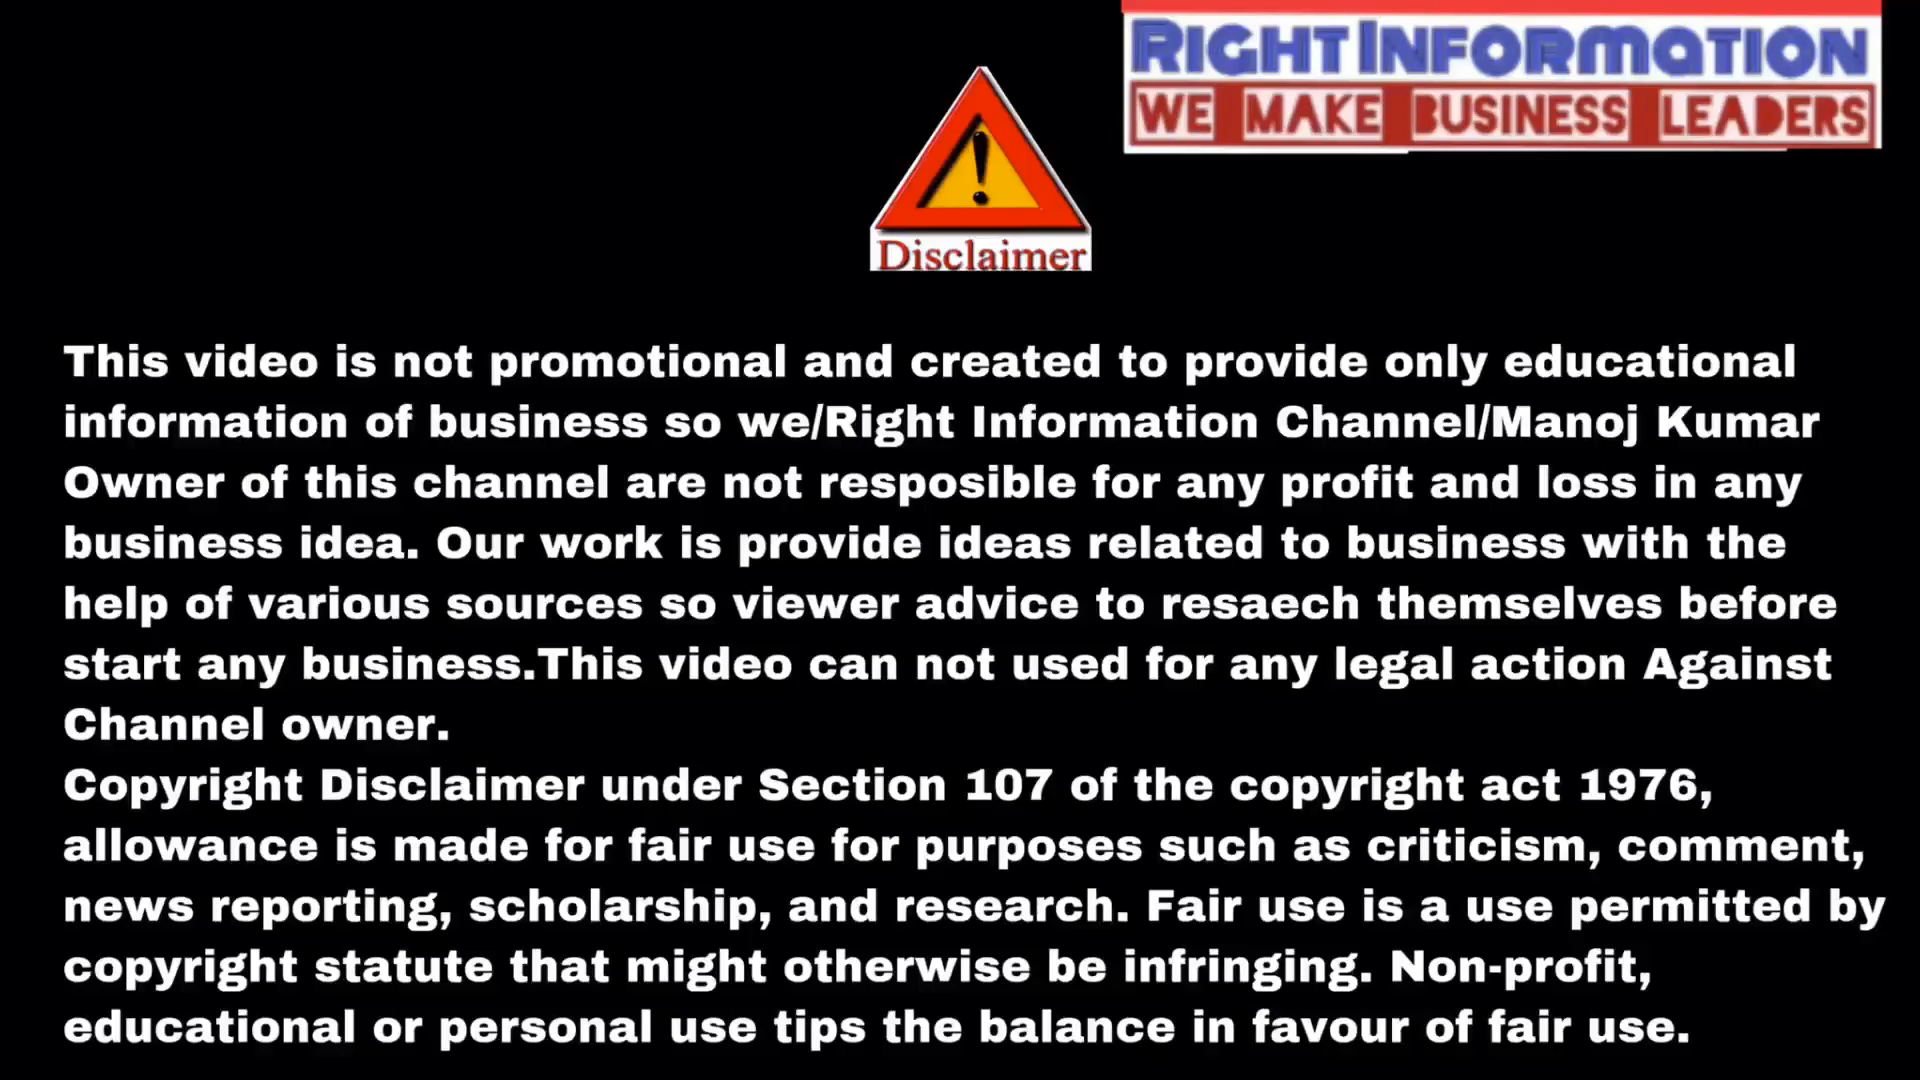 RIGHT INFORMATION
WE MAKE BUSINESS LEADERS
!
Disclaimer
This video is not promotional and created to provide only educational
information of business so we/Right Information Channel/Manoj Kumar
Owner of this channel are not resposible for any profit and loss in any
business idea. Our work is provide ideas related to business with the
help of various sources so viewer advice to resaech themselves before
start any business.This video can not used for any legal action Against
Channel owner.
Copyright Disclaimer under Section 107 of the copyright act 1976,
allowance is made for fair use for purposes such as criticism, comment,
news reporting, scholarship, and research. Fair use is a use permitted by
copyright statute that might otherwise be infringing. Non-profit,
educational or personal use tips the balance in favour of fair use.